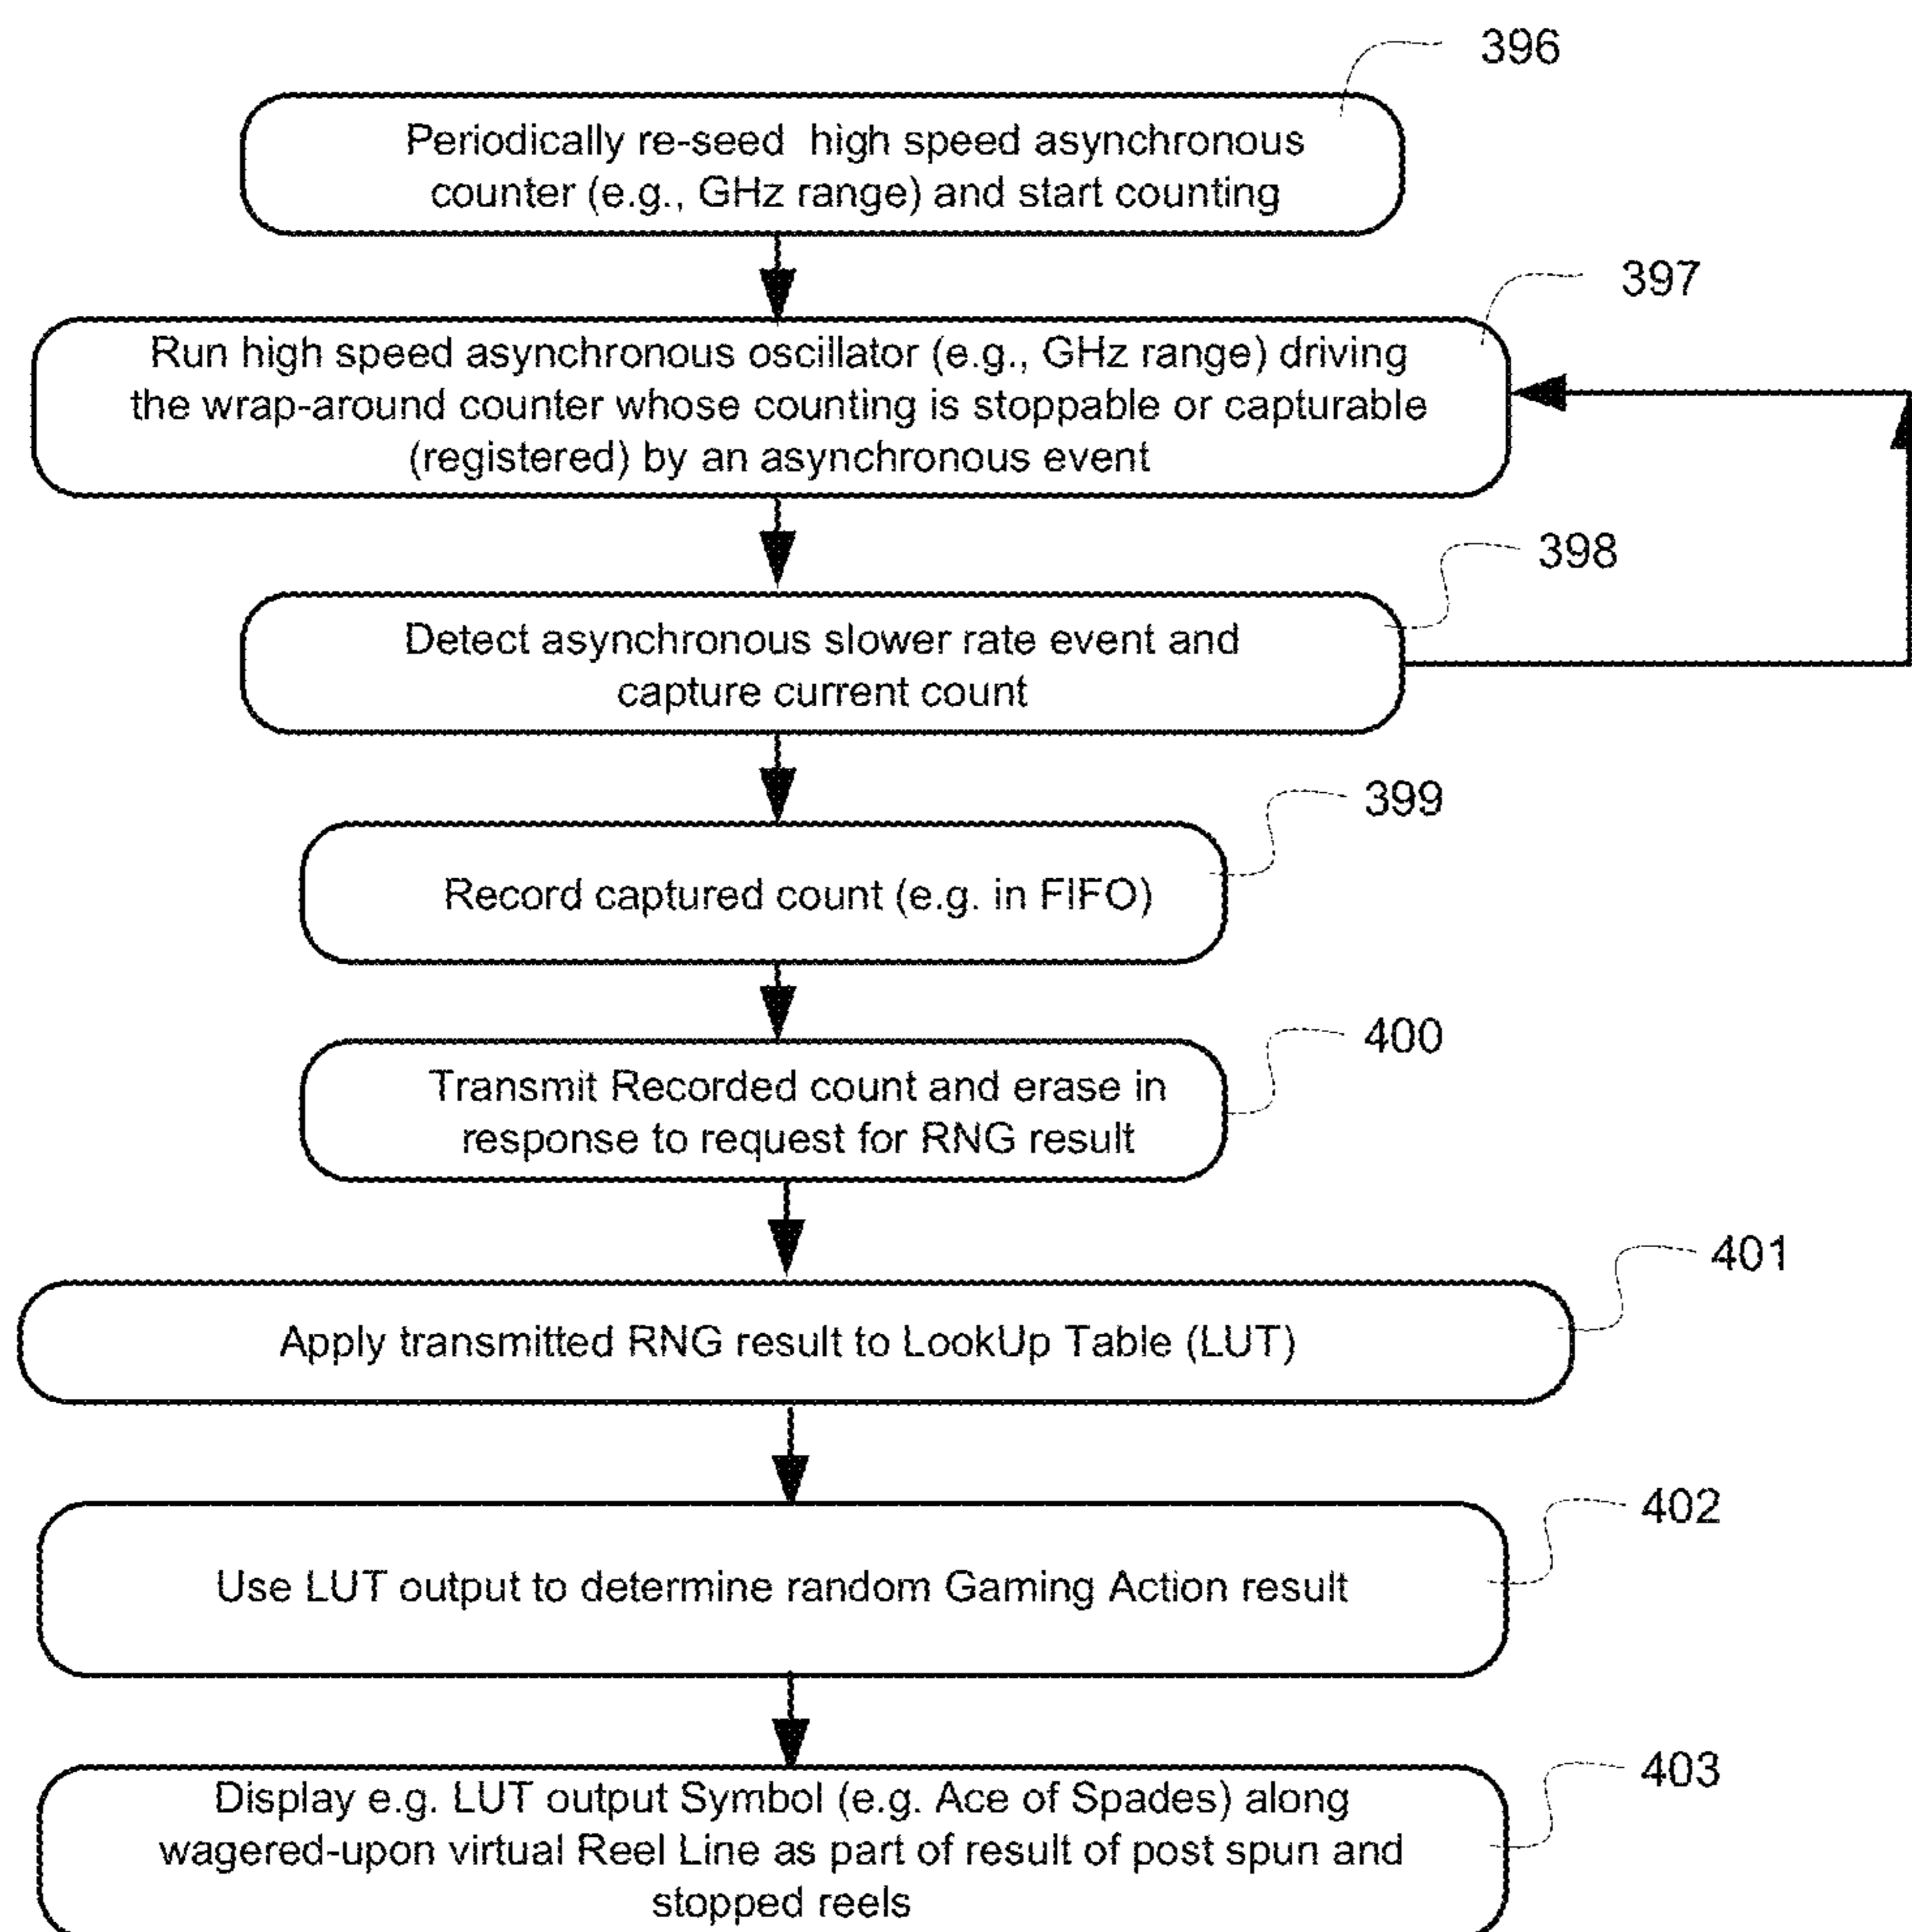 396
Periodically re-seed high speed asynchronous
counter (e.g., GHz range) and start counting
397
Run high speed asynchronous oscillator (e.g., GHz range) driving
the wrap-around counter whose counting is stoppable or capturable
(registered) by an asynchronous event
398
Detect asynchronous slower rate event and
capture current count
399
Record captured count (e.g. in FIFO)
400
Transmit Recorded count and erase in
response to request for RNG result
401
Apply transmitted RNG result to LookUp Table (LUT)
402
Use LUT output to determine random Gaming Action result
403
Display e.g. LUT output Symbol (e.g. Ace of Spades) along
wagered-upon virtual Reel Line as part of result of post spun and
stopped reels